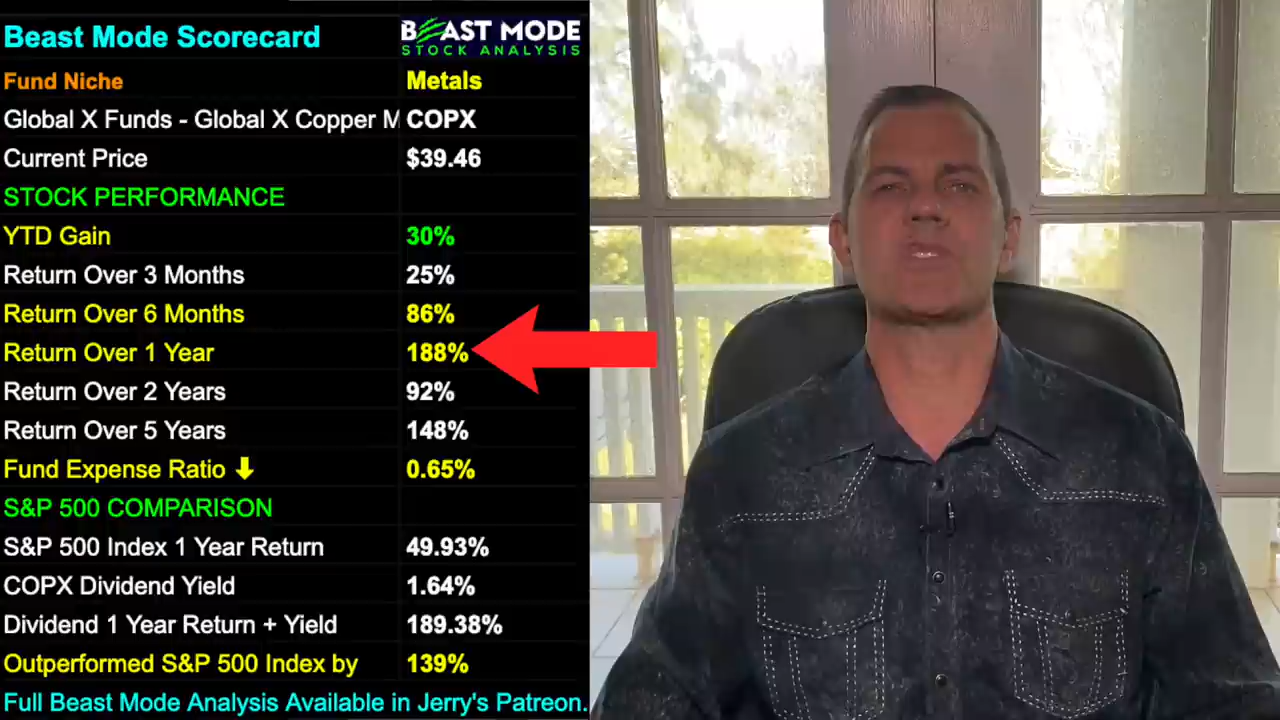 Beast Mode Scorecard
BEAST MODE
STOCK ANALYSIS
Fund Niche Metals
Global X Funds - Global X Copper M COPX
Current Price $39.46
STOCK PERFORMANCE
YTD Gain 30%
Return Over 3 Months 25%
Return Over 6 Months 86%
Return Over 1 Year 188%
Return Over 2 Years 92%
Return Over 5 Years 148%
Fund Expense Ratio 0.65%
S&P 500 COMPARISON
S&P 500 Index 1 Year Return 49.93%
COPX Dividend Yield 1.64%
Dividend 1 Year Return + Yield 189.38%
Outperformed S&P 500 Index by 139%
Full Beast Mode Analysis Available in Jerry's Patreon.